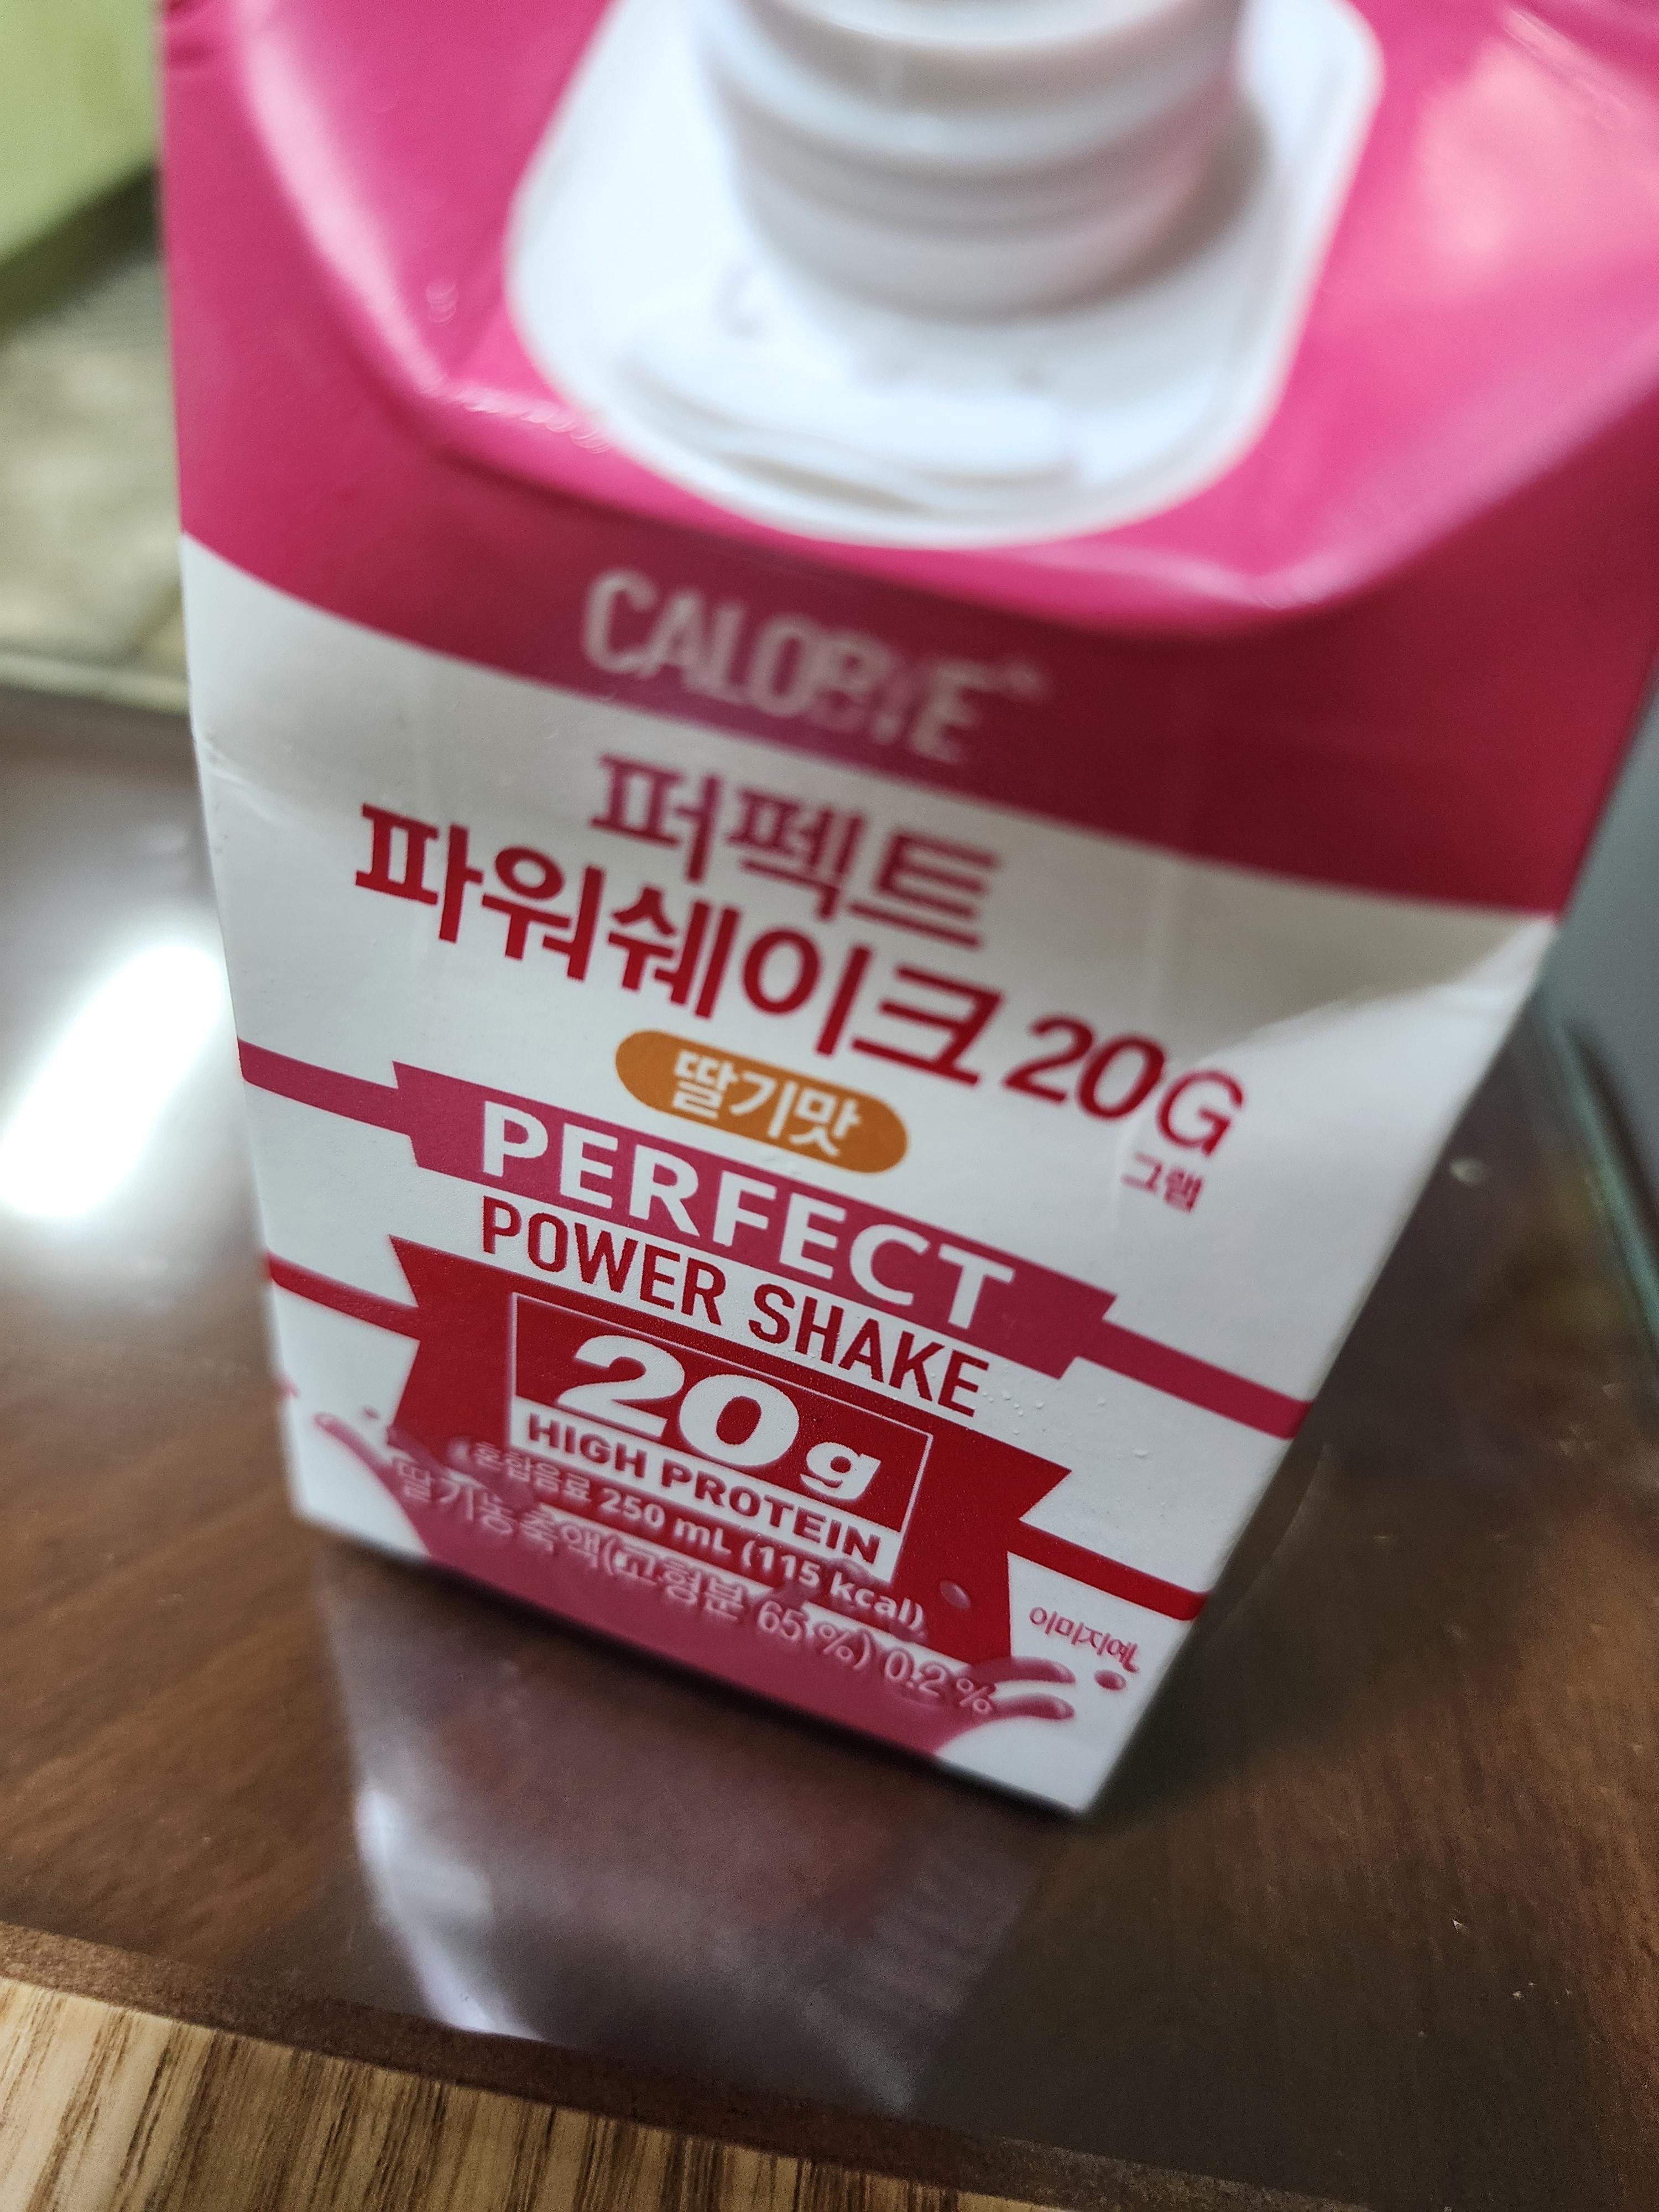 CALOBYE
퍼펙트
파워쉐이크 20G
그램
딸기맛
PERFECT
POWER SHAKE
20g
HIGH PROTEIN
혼합음료 250 mL (115 kcal)
딸기농축액(고형분 65 %) 0.2 %
이미지예